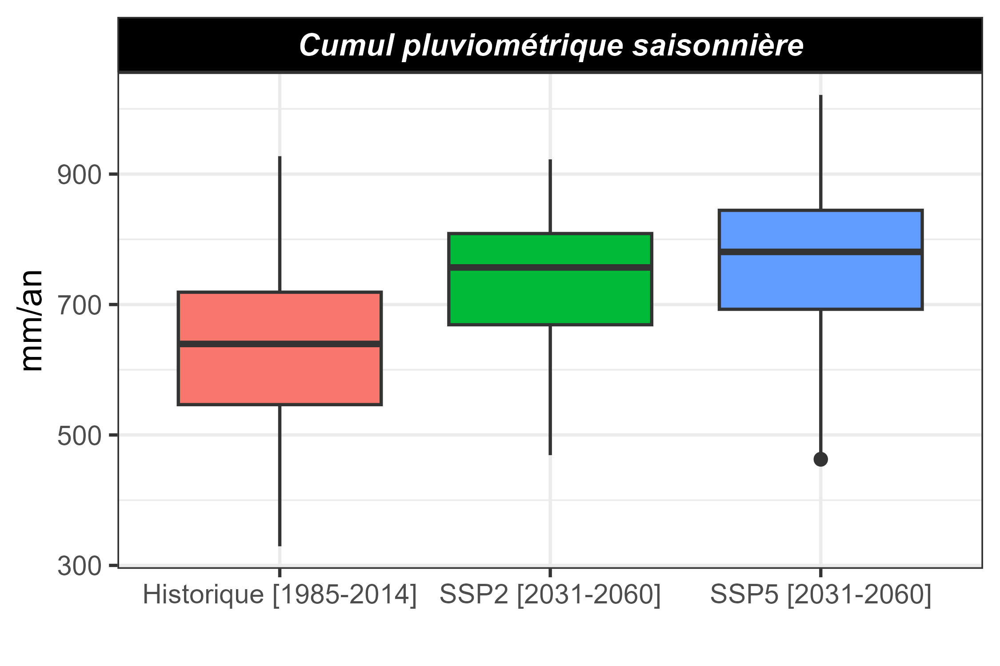 Cumul pluviométrique saisonnière
mm/an
900
700
500
300
Historique [1985-2014]
SSP2 [2031-2060]
SSP5 [2031-2060]